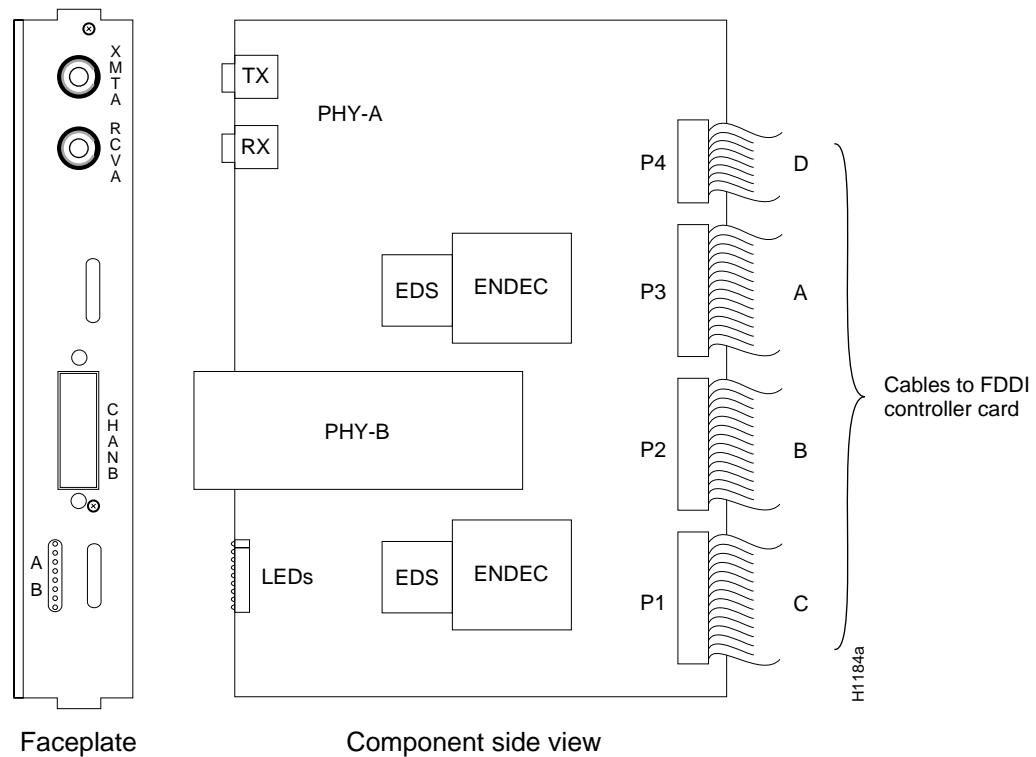 XMTA
RCVA
CHANB
A
B
Faceplate
TX
RX
PHY-A
EDS
ENDEC
PHY-B
LEDs
EDS
ENDEC
P4
D
P3
A
P2
B
P1
C
Cables to FDDI
controller card
H1184a
Component side view